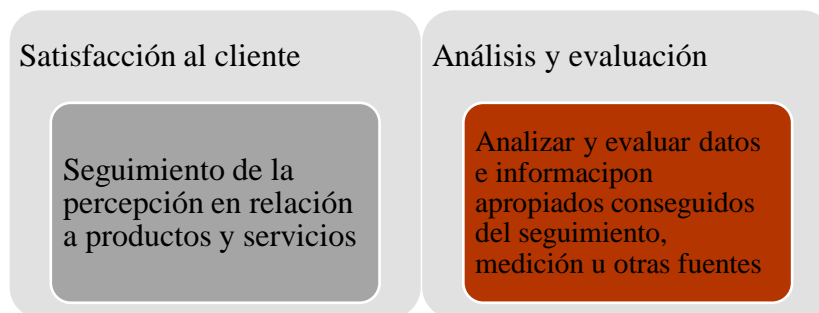 Satisfacción al cliente
Seguimiento de la
percepción en relación
a productos y servicios
Análisis y evaluación
Analizar y evaluar datos
e informacipon
apropiados conseguidos
del seguimiento,
medición u otras fuentes